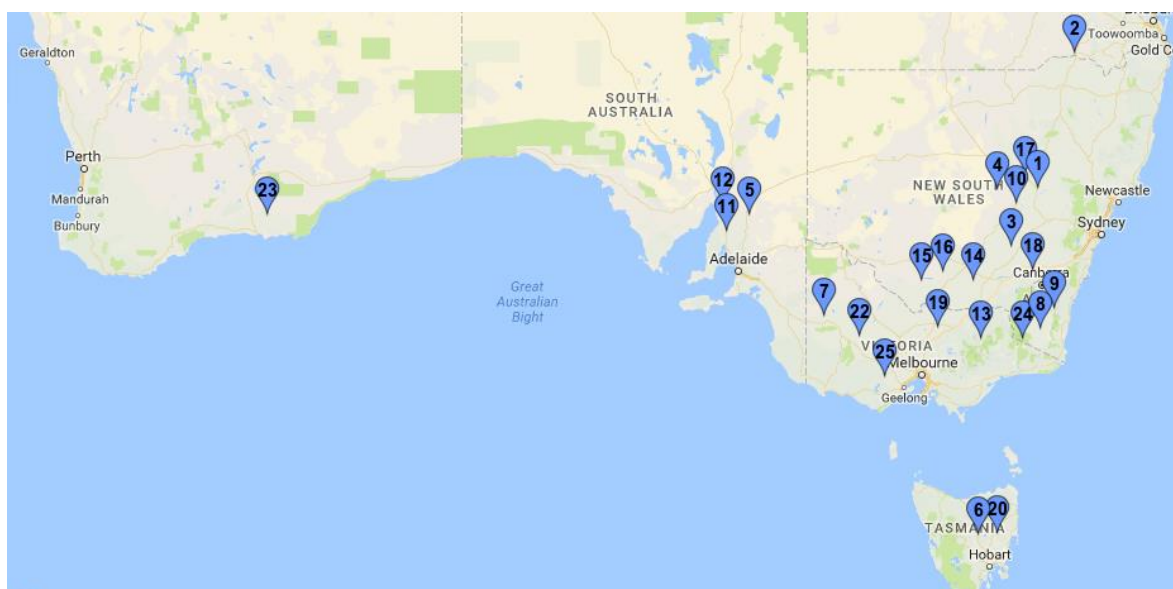 Brisba
2
Toowoomba
Gold C
Geraldton
SOUTH
AUSTRALIA
Perth
Mandurah
Bunbury
23
12
5
11
Adelaide
17
4
1
10
NEW SOUTH
WALES
Newcastle
3
Sydney
18
16
15
14
Canberra
9
8
7
19
13
24
22
VICTORIA
25
Melbourne
Geelong
Great
Australian
Bight
6
20
TASMANIA
Hobart